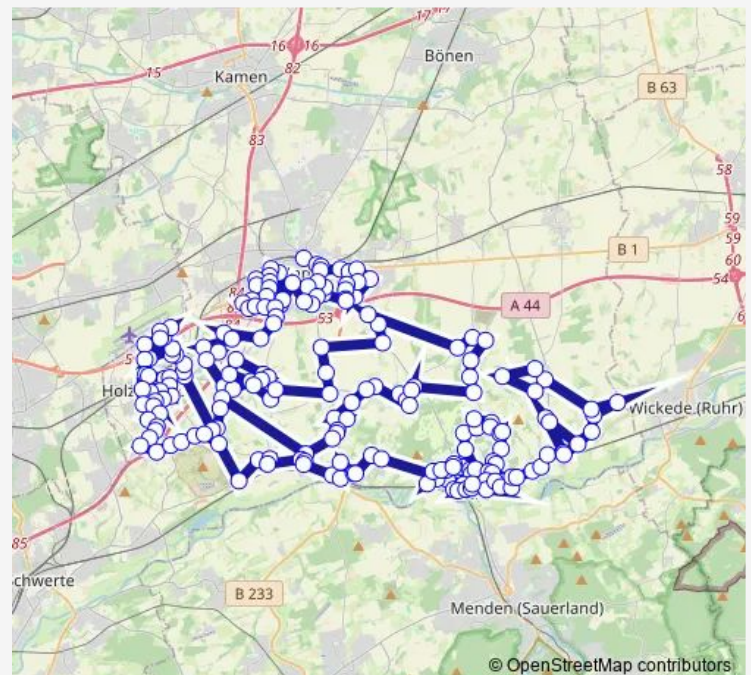 17
16 16
Bönen
15
Kamen
82
B 63
83
58
59
B 1
59
60
54
A 44
53
Holz
Wickede (Ruhr)
85
chwerte
B 233
Menden (Sauerland)
© OpenStreetMap contributors